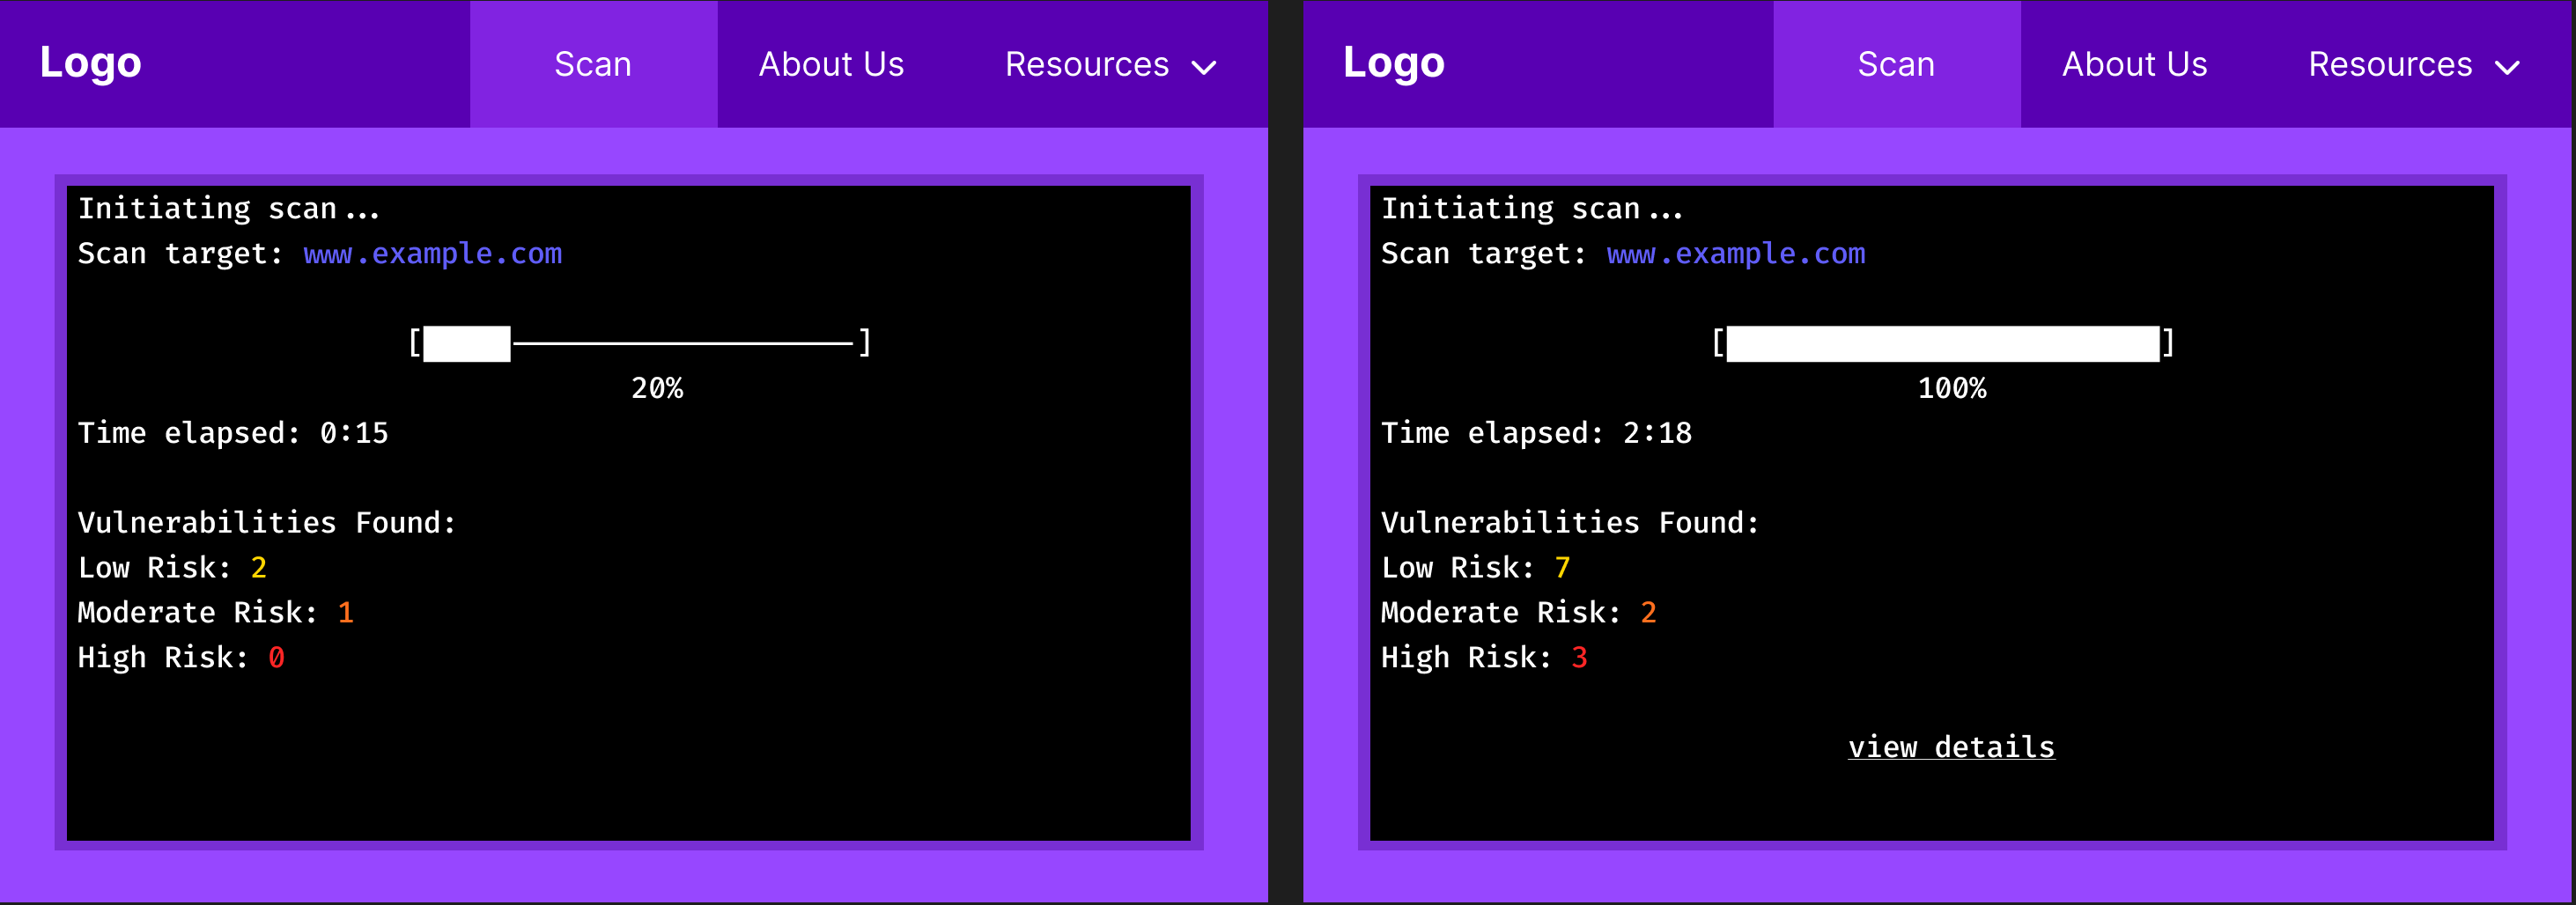 Logo
Scan
About Us
Resources
Initiating scan...
Scan target: www.example.com
[ ]
20%
Time elapsed: 0:15
Vulnerabilities Found:
Low Risk: 2
Moderate Risk: 1
High Risk: 0
Logo
Scan
About Us
Resources
Initiating scan...
Scan target: www.example.com
[ ]
100%
Time elapsed: 2:18
Vulnerabilities Found:
Low Risk: 7
Moderate Risk: 2
High Risk: 3
view details